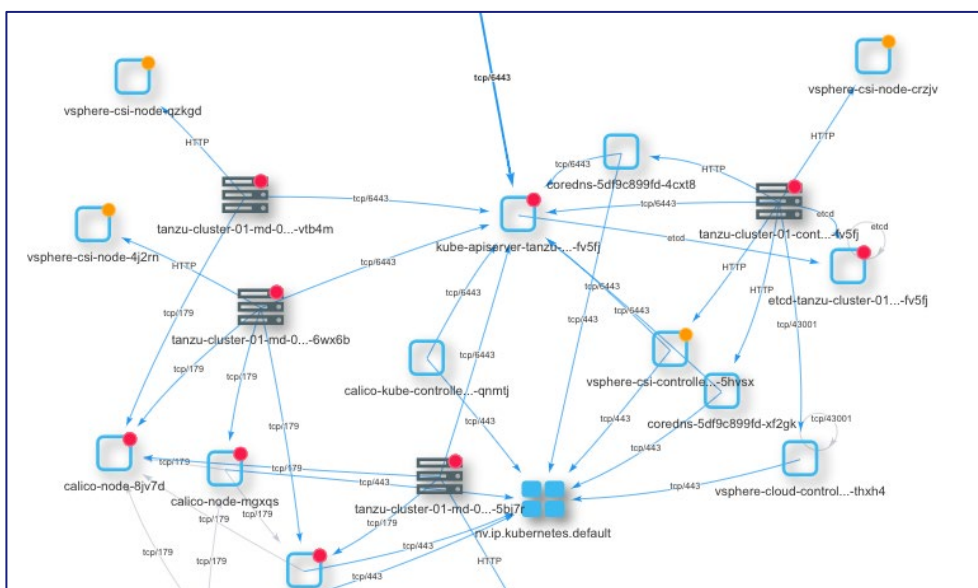 tcp/6443
vsphere-csi-node-qzkgd
vsphere-csi-node-crzjv
HTTP
tcp/6443
HTTP
coredns-5df9c899fd-4cxt8
HTTP
tcp/6443
tcp/6443
etcd
etcd
tanzu-cluster-01-md-0...-vtb4m
tanzu-cluster-01-cont...-fv5fj
kube-apiserver-tanzu-...-fv5fj
etcd
vsphere-csi-node-4j2rn
HTTP
tcp/6443
HTTP
HTTP
etcd-tanzu-cluster-01...-fv5fj
tcp/179
tcp/6443
tcp/6443
tcp/43001
tanzu-cluster-01-md-0...-6wx6b
tcp/443
tcp/179
tcp/179
tcp/6443
tcp/6443
calico-kube-controlle...-qnmtj
vsphere-csi-controlle...-5hvsx
tcp/443
tcp/443
tcp/443
coredns-5df9c899fd-xf2gk
tcp/43001
tcp/179
tcp/179
tcp/443
calico-node-8jv7d
calico-node-mgxqs
tanzu-cluster-01-md-0...-5bj7r
tcp/443
vsphere-cloud-control...-thxh4
tcp/179
tcp/179
nv.ip.kubernetes.default
tcp/179
tcp/179
tcp/443
HTTP
tcp/443